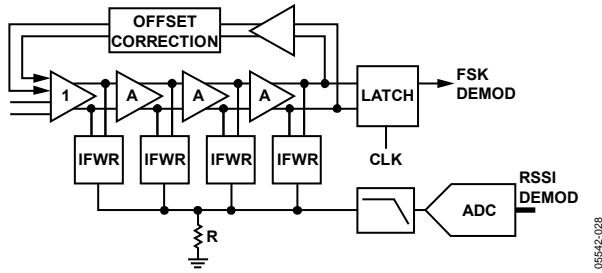 OFFSET
CORRECTION
1
A
A
A
LATCH
FSK
DEMOD
IFWR
IFWR
IFWR
IFWR
CLK
R
ADC
RSSI
DEMOD
05542-028